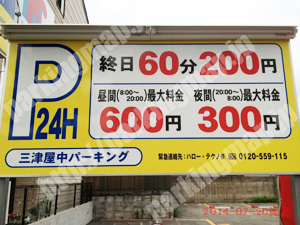 P
24H
終日60分200円
昼間(8:00〜20:00)最大料金
600円
夜間(20:00〜8:00)最大料金
300円
三津屋中パーキング
緊急連絡先：ハロー・テクノ㈱ 0120-559-115